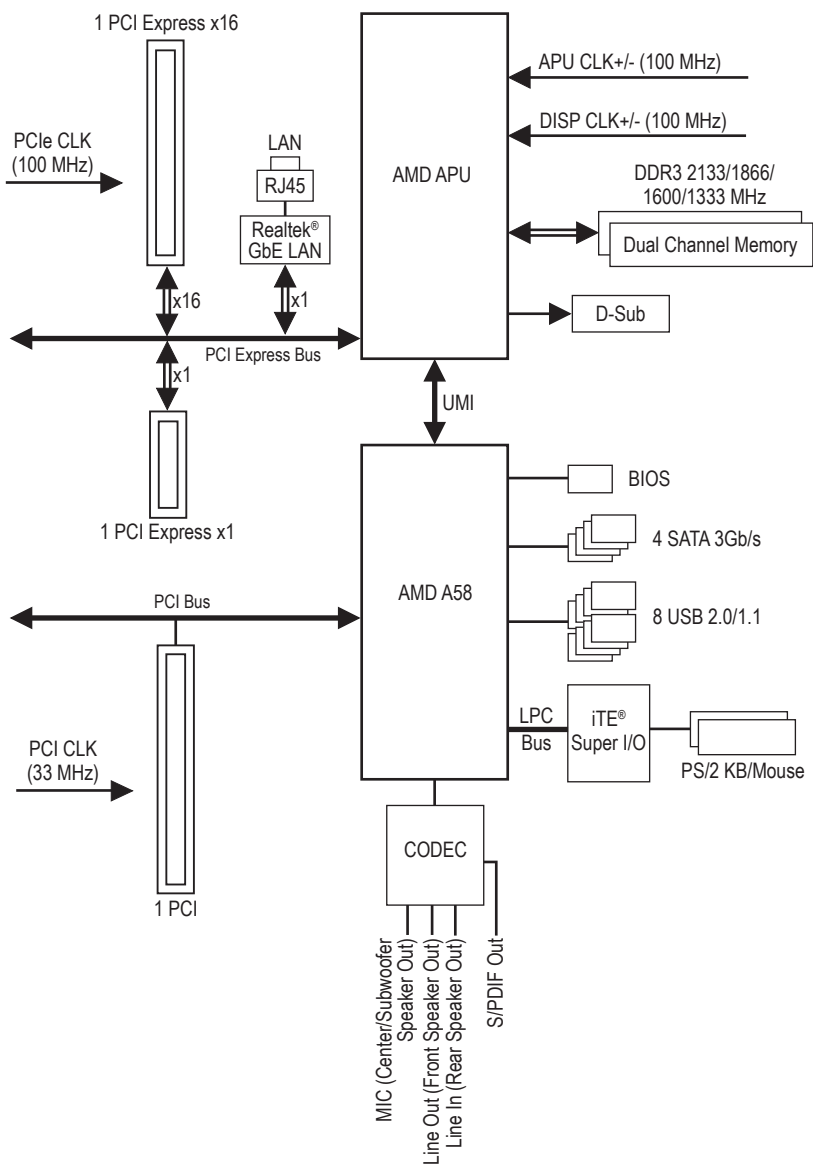 1 PCI Express x16
PCIe CLK
(100 MHz)
LAN
RJ45
Realtek®
GbE LAN
x16
x1
PCI Express Bus
x1
1 PCI Express x1
AMD APU
APU CLK+/- (100 MHz)
DISP CLK+/- (100 MHz)
DDR3 2133/1866/
1600/1333 MHz
Dual Channel Memory
D-Sub
UMI
AMD A58
BIOS
4 SATA 3Gb/s
8 USB 2.0/1.1
LPC
Bus
iTE®
Super I/O
PS/2 KB/Mouse
PCI Bus
PCI CLK
(33 MHz)
1 PCI
CODEC
MIC (Center/Subwoofer
Speaker Out)
Line Out (Front Speaker Out)
Line In (Rear Speaker Out)
S/PDIF Out